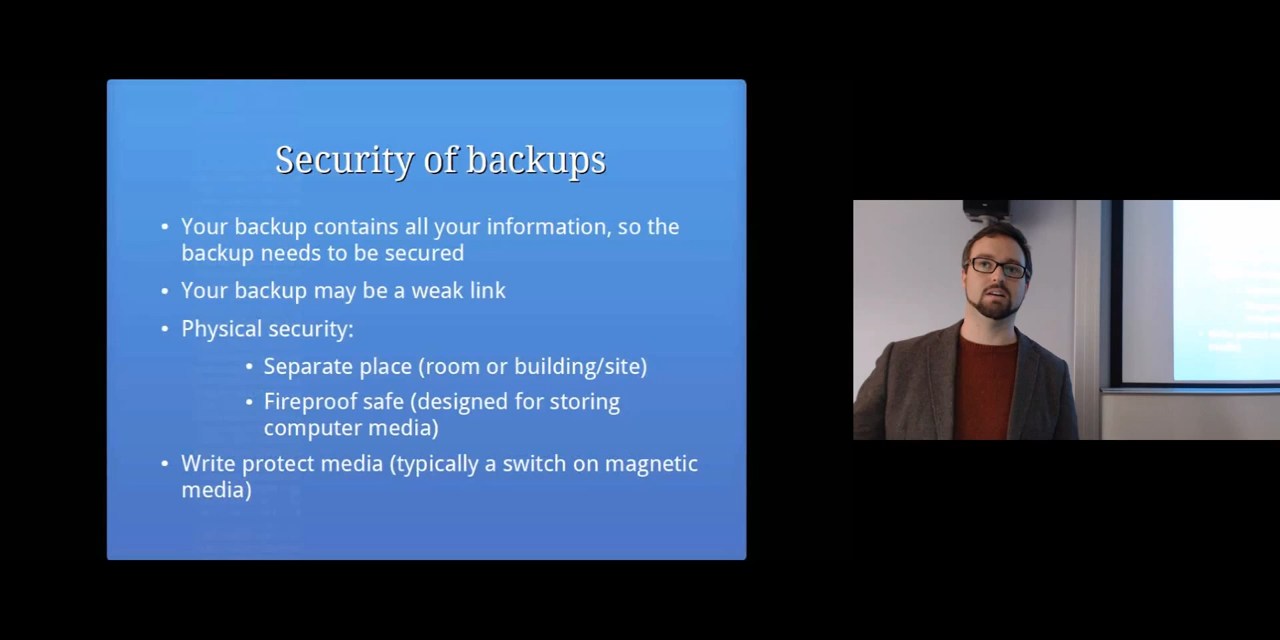 Security of backups
• Your backup contains all your information, so the
backup needs to be secured
• Your backup may be a weak link
• Physical security:
• Separate place (room or building/site)
• Fireproof safe (designed for storing
computer media)
• Write protect media (typically a switch on magnetic
media)